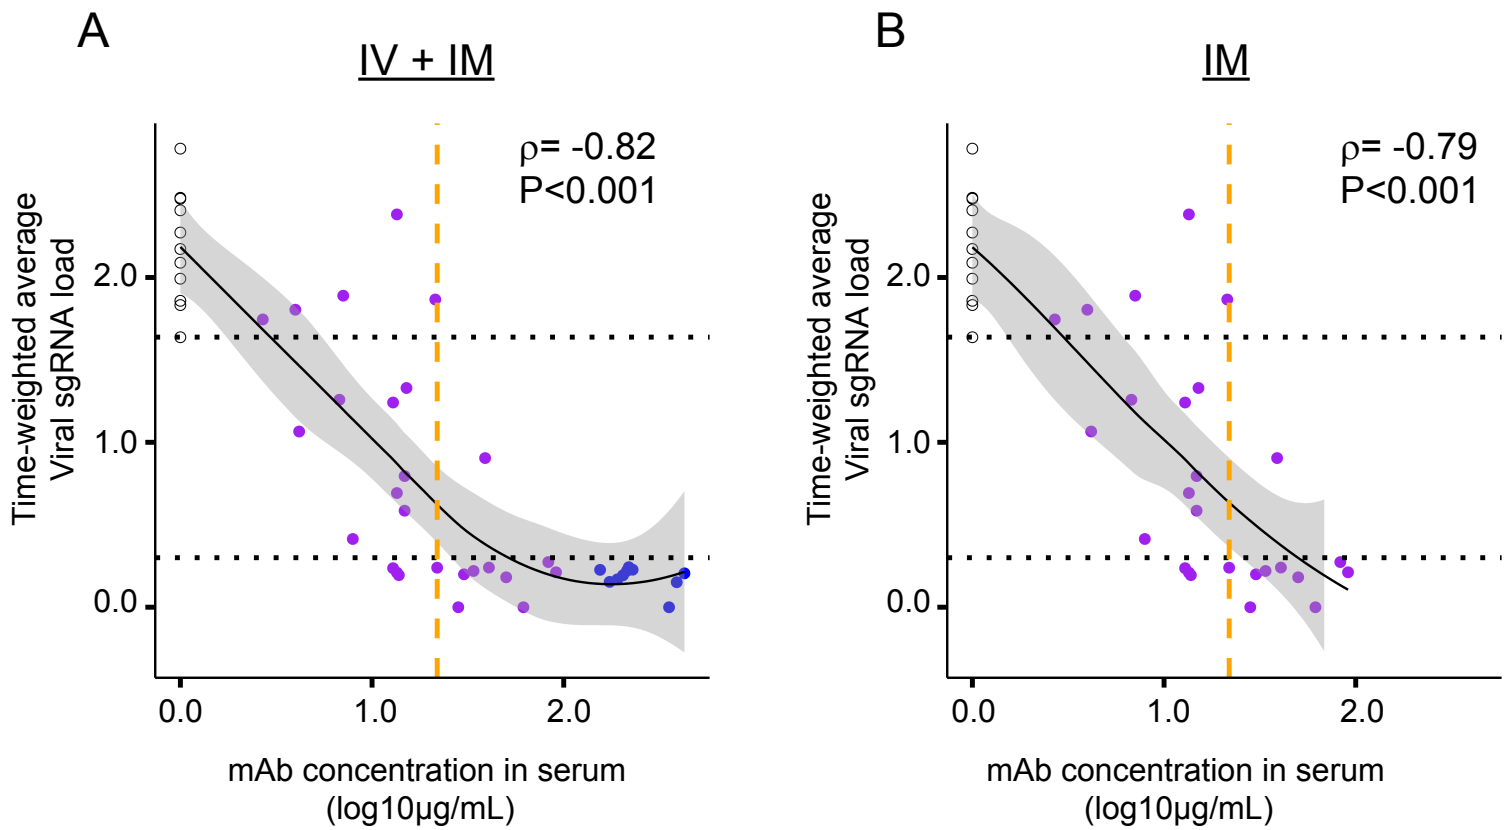 A
IV + IM
ρ= -0.82
P<0.001
Time-weighted average
Viral sgRNA load
2.0
1.0
0.0
0.0
1.0
2.0
mAb concentration in serum
(log10µg/mL)
B
IM
ρ= -0.79
P<0.001
Time-weighted average
Viral sgRNA load
2.0
1.0
0.0
0.0
1.0
2.0
mAb concentration in serum
(log10µg/mL)